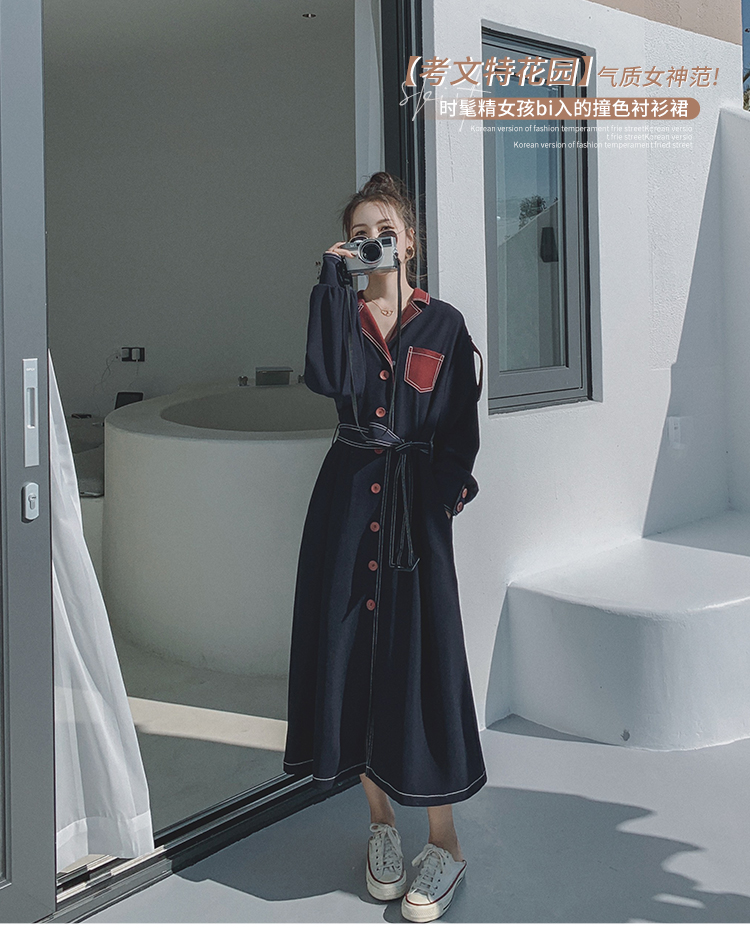 【考文特花园】气质女神范!
spirit
时髦精女孩bi入的撞色衬衫裙
Korean version of fashion temperament frie streetKorean versio
t frie streetKorean versio
Korean version of fashion temperament fried street